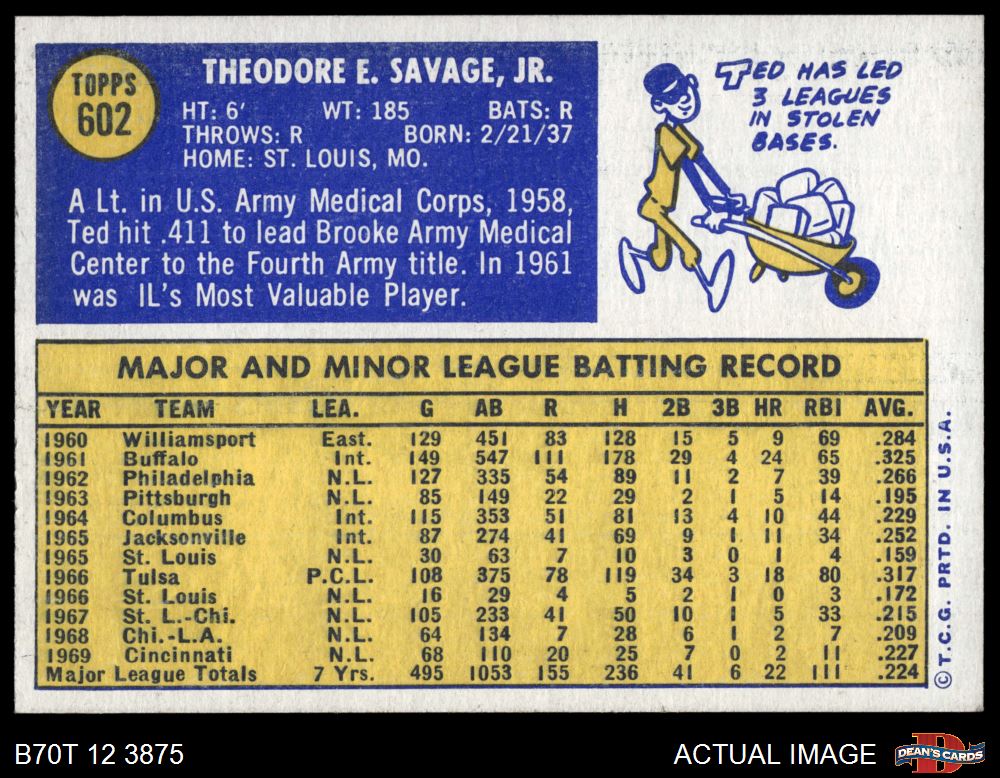 TOPPS
602
THEODORE E. SAVAGE, JR.
HT: 6' WT: 185 BATS: R
THROWS: R BORN: 2/21/37
HOME: ST. LOUIS, MO.
A Lt. in U.S. Army Medical Corps, 1958,
Ted hit .411 to lead Brooke Army Medical
Center to the Fourth Army title. In 1961
was IL's Most Valuable Player.
TED HAS LED
3 LEAGUES
IN STOLEN
BASES.
MAJOR AND MINOR LEAGUE BATTING RECORD
YEAR TEAM LEA. G AB R H 2B 3B HR RBI AVG.
1960 Williamsport East. 129 451 83 128 15 5 9 69 .284
1961 Buffalo Int. 149 547 111 178 29 4 24 65 .325
1962 Philadelphia N.L. 127 335 54 89 11 2 7 39 .266
1963 Pittsburgh N.L. 85 149 22 29 2 1 5 14 .195
1964 Columbus Int. 115 353 51 81 13 4 10 44 .229
1965 Jacksonville Int. 87 274 41 69 9 1 11 34 .252
1965 St. Louis N.L. 30 63 7 10 3 0 1 4 .159
1966 Tulsa P.C.L. 108 375 78 119 34 3 18 80 .317
1966 St. Louis N.L. 16 29 4 5 2 1 0 3 .172
1967 St. L.-Chi. N.L. 105 233 41 50 10 1 5 33 .215
1968 Chi.-L.A. N.L. 64 134 7 28 6 1 2 7 .209
1969 Cincinnati N.L. 68 110 20 25 7 0 2 11 .227
Major League Totals 7 Yrs. 495 1053 155 236 41 6 22 111 .224
©T.C.G. PRTD. IN U.S.A.
B70T 12 3875
ACTUAL IMAGE
D
DEAN'S CARDS